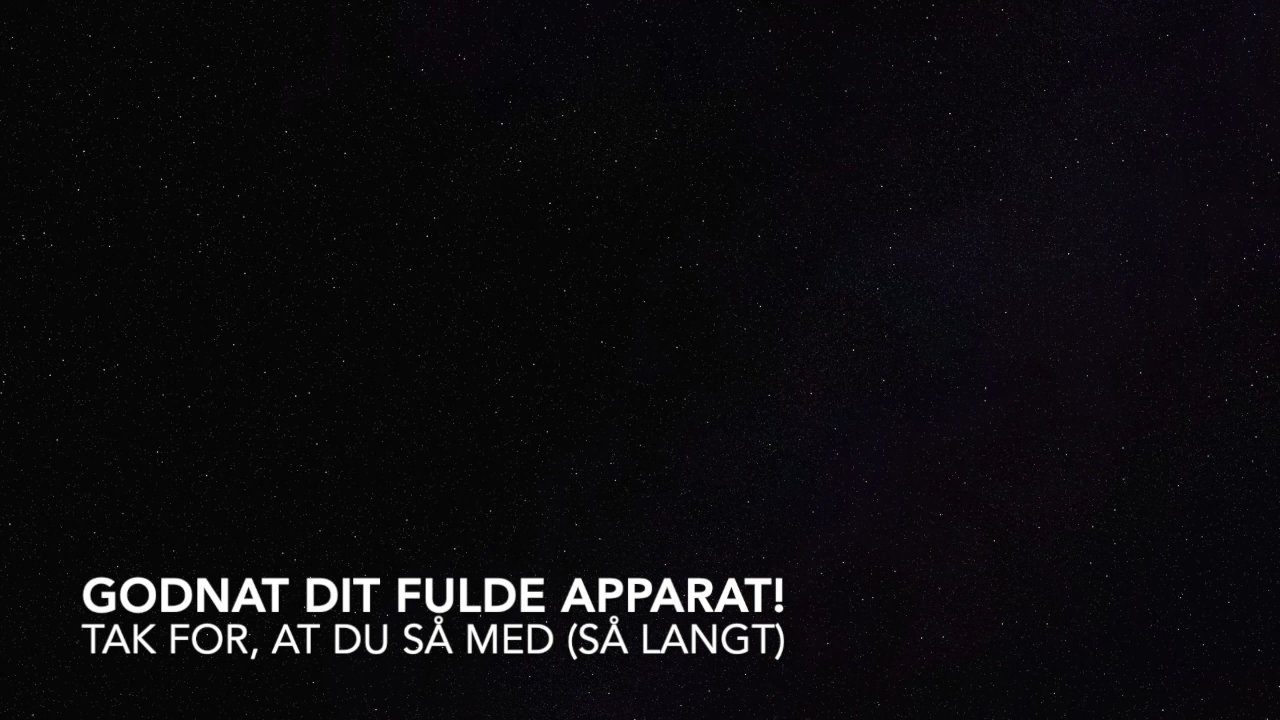 GODNAT DIT FULDE APPARAT!
TAK FOR, AT DU SÅ MED (SÅ LANGT)